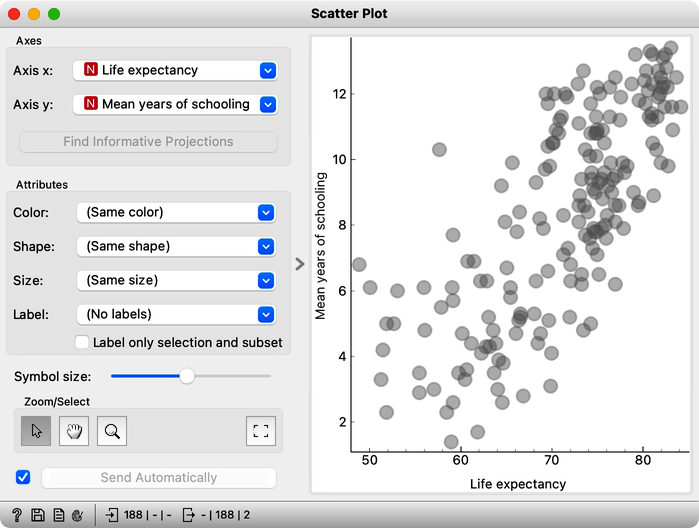 Scatter Plot
Axes
Axis x: N Life expectancy
Axis y: N Mean years of schooling
Find Informative Projections
Attributes
Color: (Same color)
Shape: (Same shape)
Size: (Same size)
Label: (No labels)
Label only selection and subset
Symbol size:
Zoom/Select
Send Automatically
Mean years of schooling
12
10
8
6
4
2
50 60 70 80
Life expectancy
? 188 | - | - - | 188 | 2